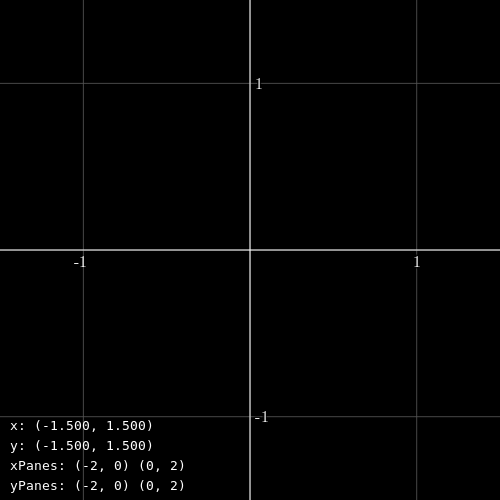 1
-1
1
-1
x: (-1.500, 1.500)
y: (-1.500, 1.500)
xPanes: (-2, 0) (0, 2)
yPanes: (-2, 0) (0, 2)